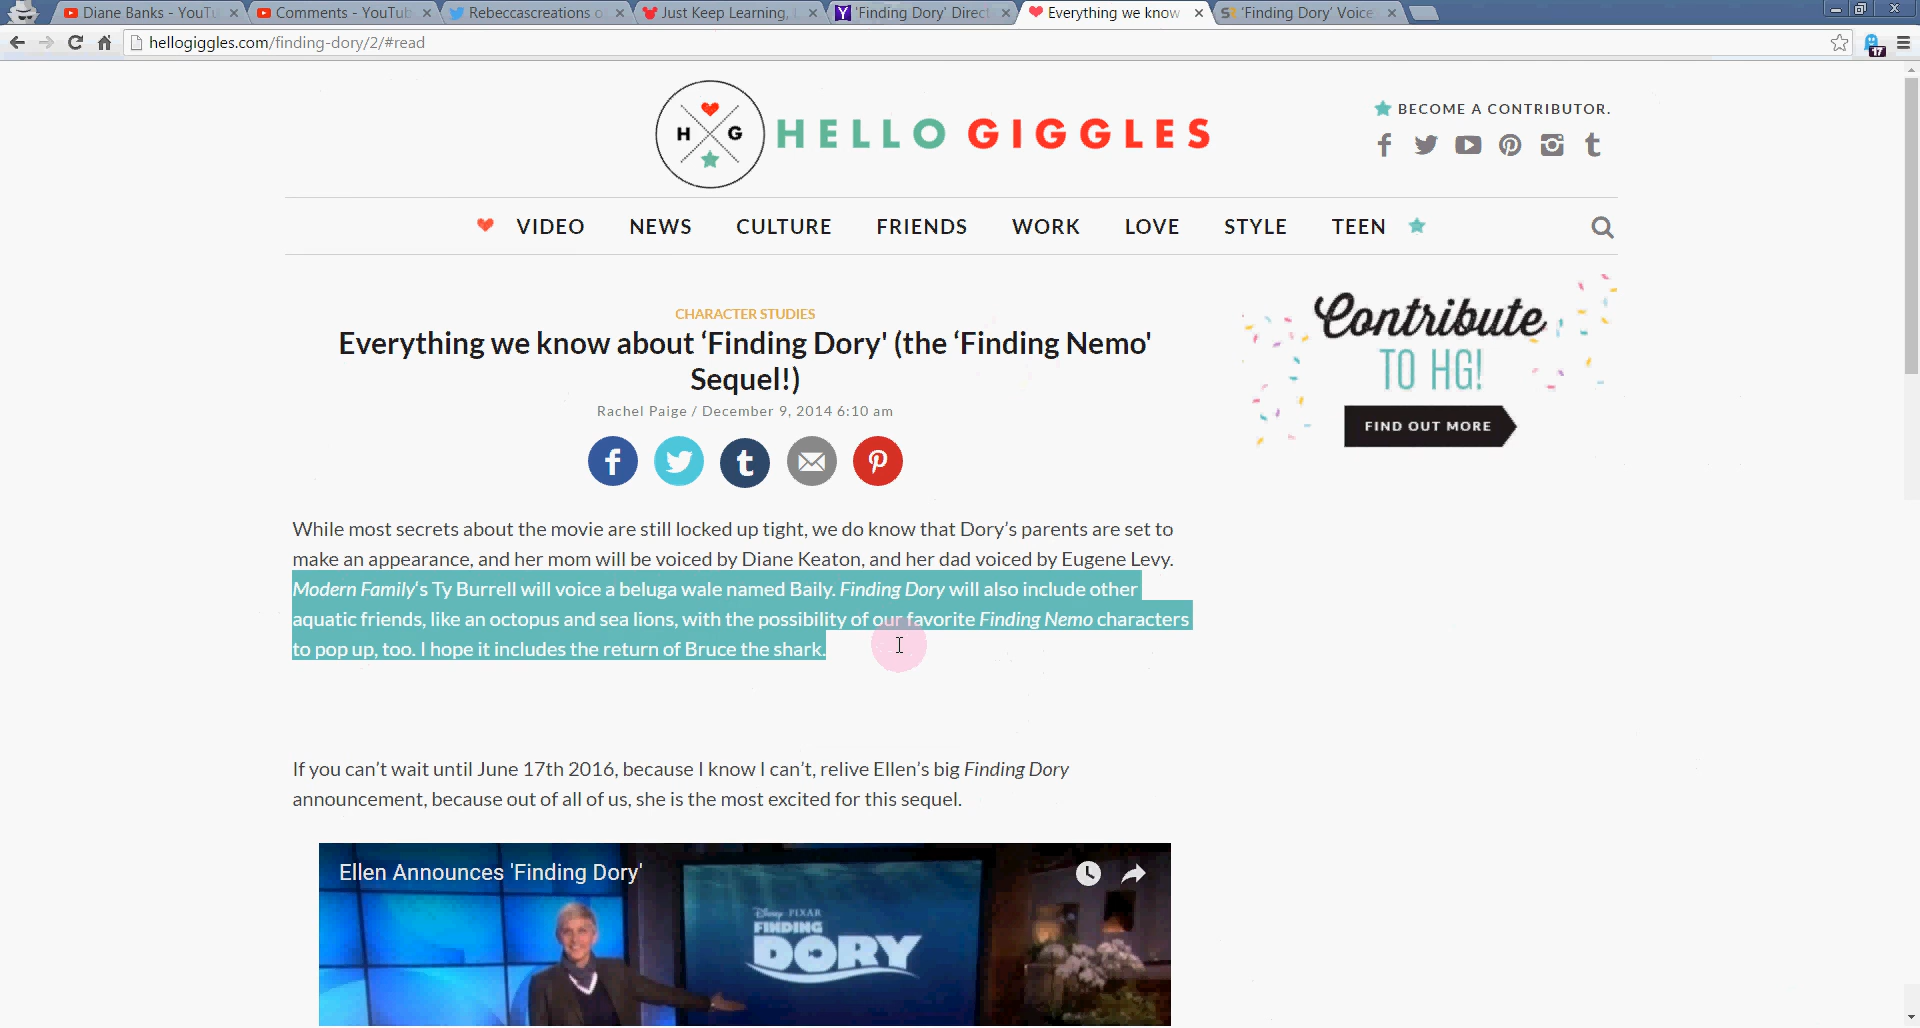 Diane Banks - YouTu
Comments - YouTub
Rebeccascreations o
Just Keep Learning,
'Finding Dory' Direct
Everything we know
'Finding Dory' Voice
hellogiggles.com/finding-dory/2/#read
17
H G
HELLO GIGGLES
BECOME A CONTRIBUTOR.
VIDEO NEWS CULTURE FRIENDS WORK LOVE STYLE TEEN
CHARACTER STUDIES
Everything we know about ‘Finding Dory' (the ‘Finding Nemo'
Sequel!)
Rachel Paige / December 9, 2014 6:10 am
Contribute
TO HG!
FIND OUT MORE
While most secrets about the movie are still locked up tight, we do know that Dory’s parents are set to
make an appearance, and her mom will be voiced by Diane Keaton, and her dad voiced by Eugene Levy.
Modern Family‘s Ty Burrell will voice a beluga wale named Baily. Finding Dory will also include other
aquatic friends, like an octopus and sea lions, with the possibility of our favorite Finding Nemo characters
to pop up, too. I hope it includes the return of Bruce the shark.
If you can’t wait until June 17th 2016, because I know I can’t, relive Ellen’s big Finding Dory
announcement, because out of all of us, she is the most excited for this sequel.
Ellen Announces 'Finding Dory'
Disney PIXAR
FINDING
DORY